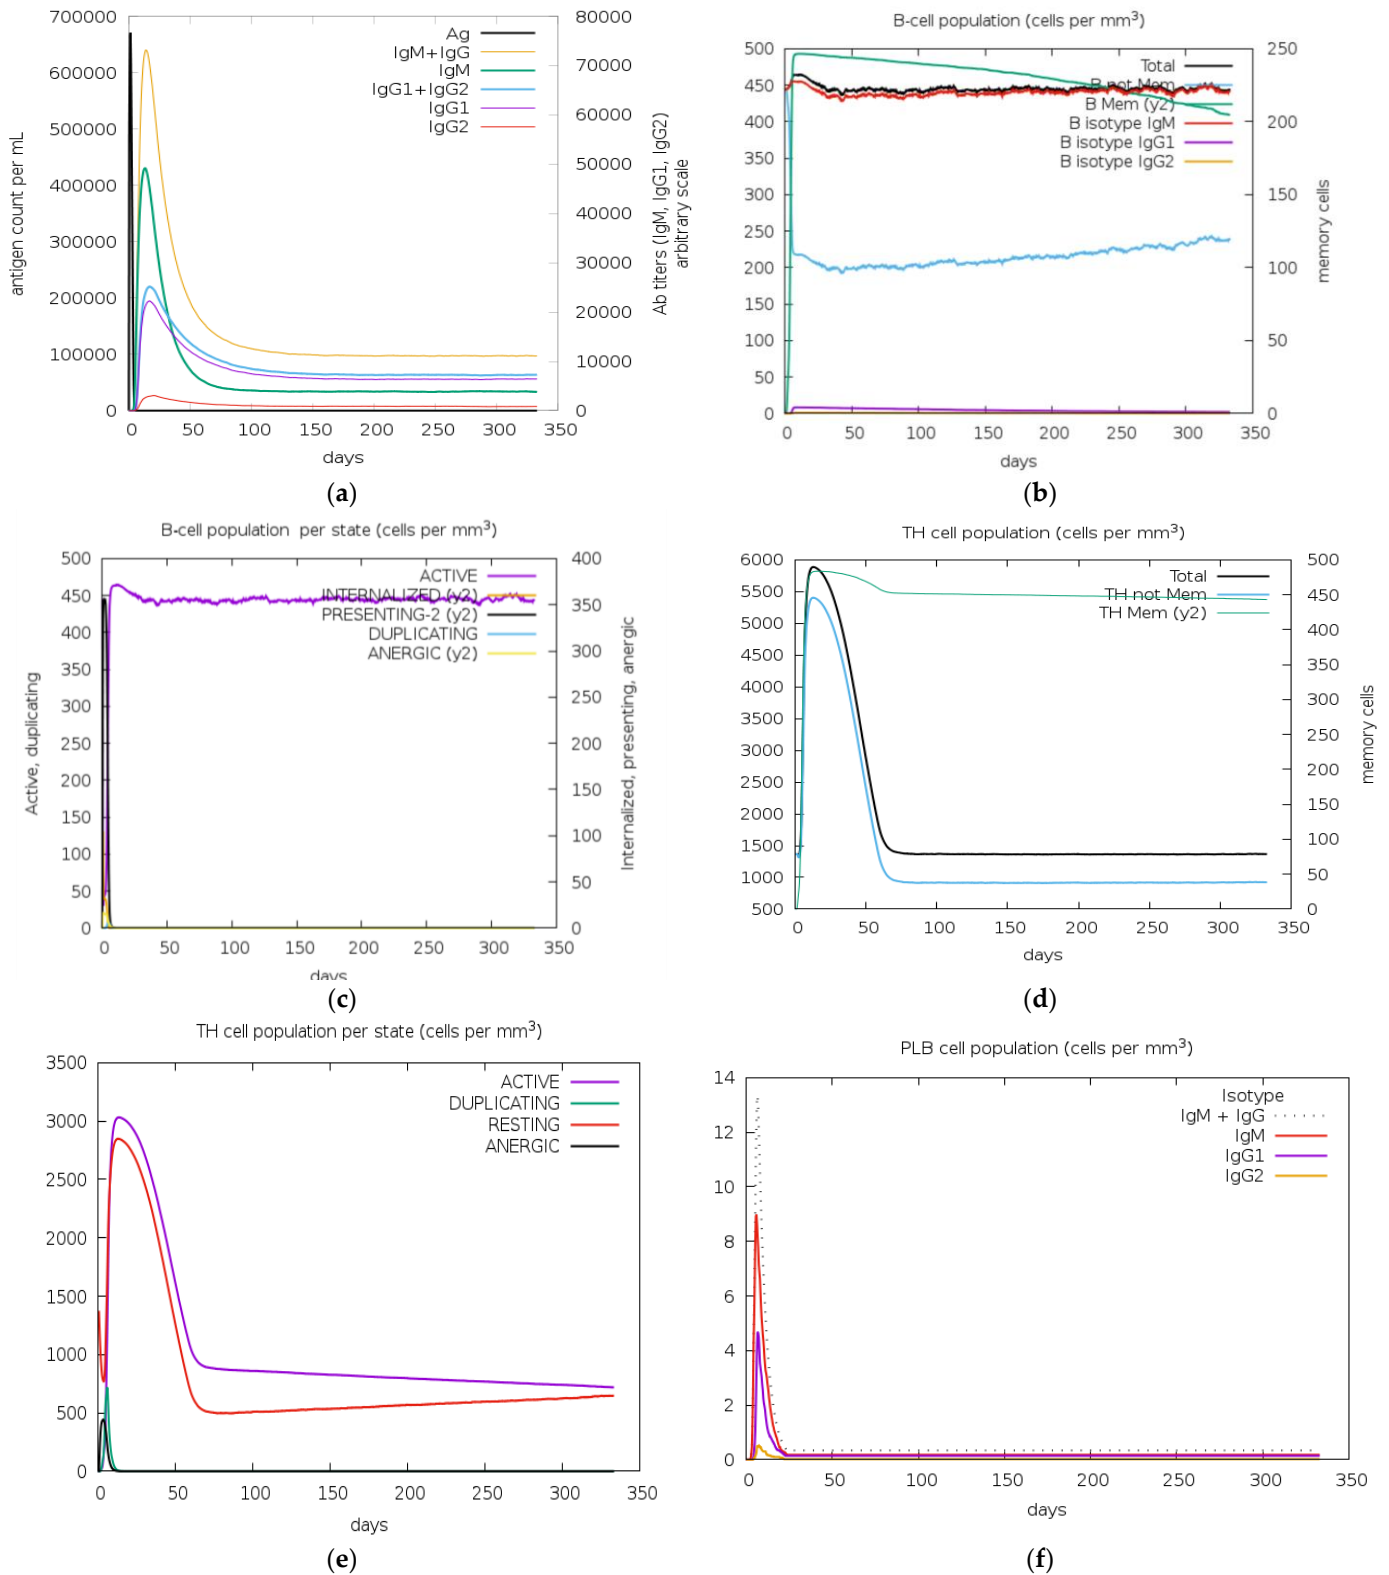 700000
600000
500000
400000
300000
200000
100000
0
antigen count per mL
Ag
IgM+IgG
IgM
IgG1+IgG2
IgG1
IgG2
80000
70000
60000
50000
40000
30000
20000
10000
0
Ab titers (IgM, IgG1, IgG2)
arbitrary scale
0 50 100 150 200 250 300 350
days
(a)
B-cell population (cells per mm³)
500
450
400
350
300
250
200
150
100
50
0
Total
B not Mem
B Mem (y2)
B isotype IgM
B isotype IgG1
B isotype IgG2
250
200
150
100
50
0
memory cells
0 50 100 150 200 250 300 350
days
(b)
B-cell population per state (cells per mm³)
500
450
400
350
300
250
200
150
100
50
0
Active, duplicating
ACTIVE
INTERNALIZED (y2)
PRESENTING-2 (y2)
DUPLICATING
ANERGIC (y2)
400
350
300
250
200
150
100
50
0
Internalized, presenting, anergic
0 50 100 150 200 250 300 350
days
(c)
TH cell population (cells per mm³)
6000
5500
5000
4500
4000
3500
3000
2500
2000
1500
1000
500
Total
TH not Mem
TH Mem (y2)
500
450
400
350
300
250
200
150
100
50
0
memory cells
0 50 100 150 200 250 300 350
days
(d)
TH cell population per state (cells per mm³)
3500
3000
2500
2000
1500
1000
500
0
ACTIVE
DUPLICATING
RESTING
ANERGIC
0 50 100 150 200 250 300 350
days
(e)
PLB cell population (cells per mm³)
14
12
10
8
6
4
2
0
Isotype
IgM + IgG
IgM
IgG1
IgG2
0 50 100 150 200 250 300 350
days
(f)